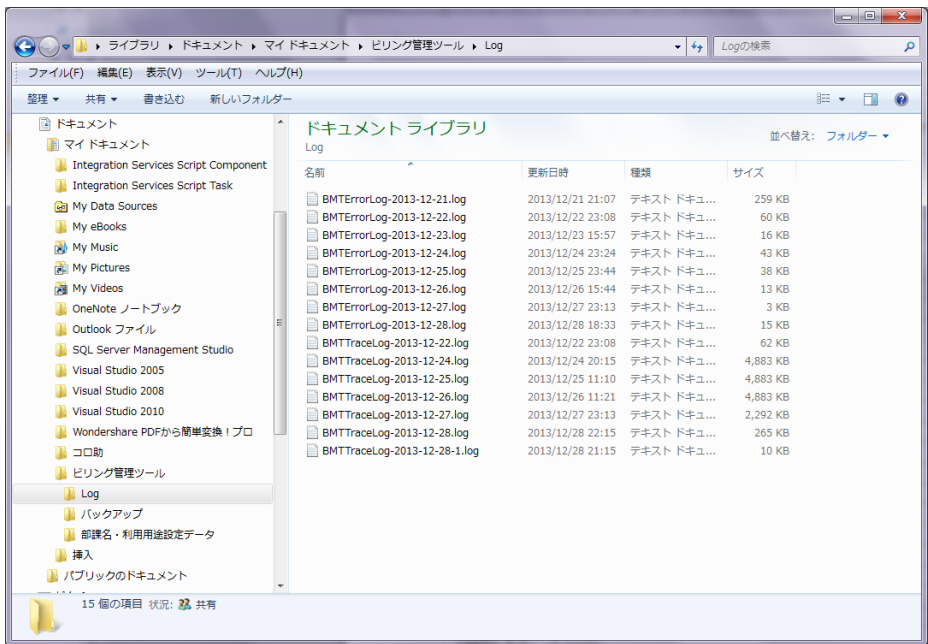 ライブラリ ▸ ドキュメント ▸ マイ ドキュメント ▸ ビリング管理ツール ▸ Log
Logの検索
ファイル(F) 編集(E) 表示(V) ツール(T) ヘルプ(H)
整理 共有 書き込む 新しいフォルダー
ドキュメント
マイ ドキュメント
Integration Services Script Component
Integration Services Script Task
My Data Sources
My eBooks
My Music
My Pictures
My Videos
OneNote ノートブック
Outlook ファイル
SQL Server Management Studio
Visual Studio 2005
Visual Studio 2008
Visual Studio 2010
Wondershare PDFから簡単変換！プロ
コロ助
ビリング管理ツール
Log
バックアップ
部課名・利用用途設定データ
挿入
パブリックのドキュメント
ドキュメント ライブラリ
Log
並べ替え: フォルダー
名前 更新日時 種類 サイズ
BMTErrorLog-2013-12-21.log 2013/12/21 21:07 テキスト ドキュ... 259 KB
BMTErrorLog-2013-12-22.log 2013/12/22 23:08 テキスト ドキュ... 60 KB
BMTErrorLog-2013-12-23.log 2013/12/23 15:57 テキスト ドキュ... 16 KB
BMTErrorLog-2013-12-24.log 2013/12/24 23:24 テキスト ドキュ... 43 KB
BMTErrorLog-2013-12-25.log 2013/12/25 23:44 テキスト ドキュ... 38 KB
BMTErrorLog-2013-12-26.log 2013/12/26 15:44 テキスト ドキュ... 13 KB
BMTErrorLog-2013-12-27.log 2013/12/27 23:13 テキスト ドキュ... 3 KB
BMTErrorLog-2013-12-28.log 2013/12/28 18:33 テキスト ドキュ... 15 KB
BMTTraceLog-2013-12-22.log 2013/12/22 23:08 テキスト ドキュ... 62 KB
BMTTraceLog-2013-12-24.log 2013/12/24 20:15 テキスト ドキュ... 4,883 KB
BMTTraceLog-2013-12-25.log 2013/12/25 11:10 テキスト ドキュ... 4,883 KB
BMTTraceLog-2013-12-26.log 2013/12/26 11:21 テキスト ドキュ... 4,883 KB
BMTTraceLog-2013-12-27.log 2013/12/27 23:13 テキスト ドキュ... 2,292 KB
BMTTraceLog-2013-12-28.log 2013/12/28 22:15 テキスト ドキュ... 265 KB
BMTTraceLog-2013-12-28-1.log 2013/12/28 21:15 テキスト ドキュ... 10 KB
15 個の項目 状況: 共有